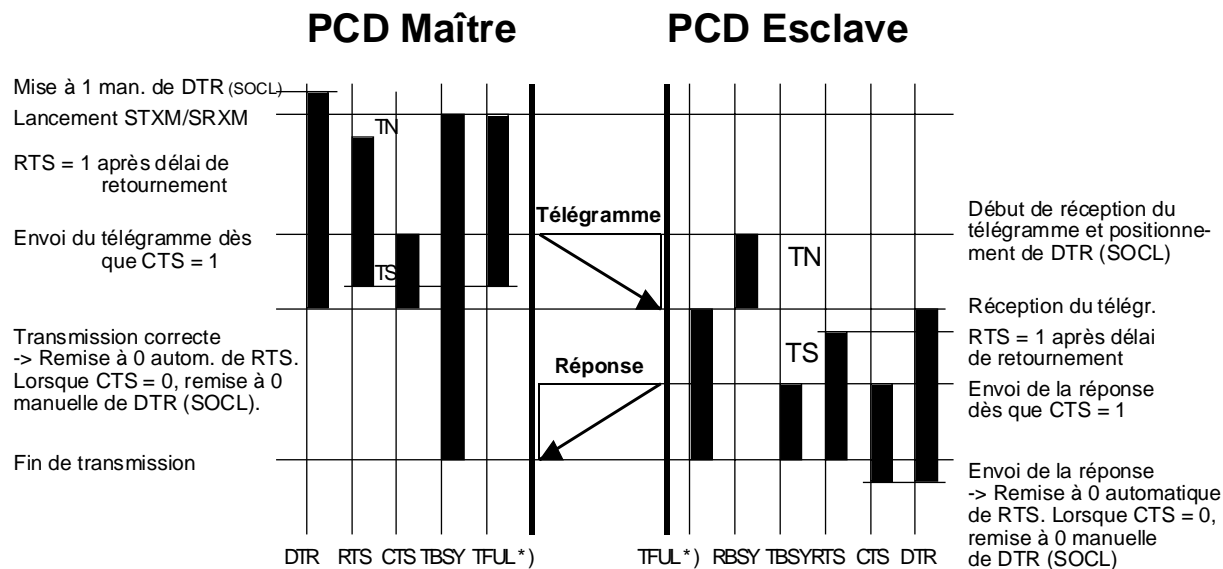 PCD Maître
PCD Esclave
Mise à 1 man. de DTR (SOCL)
Lancement STXM/SRXM
TN
RTS = 1 après délai de
retournement
Envoi du télégramme dès
que CTS = 1
TS
Transmission correcte
-> Remise à 0 autom. de RTS.
Lorsque CTS = 0, remise à 0
manuelle de DTR (SOCL).
Fin de transmission
Télégramme
Réponse
TN
TS
Début de réception du
télégramme et positionne-
ment de DTR (SOCL)
Réception du télégr.
RTS = 1 après délai
de retournement
Envoi de la réponse
dès que CTS = 1
Envoi de la réponse
-> Remise à 0 automatique
de RTS. Lorsque CTS = 0,
remise à 0 manuelle
de DTR (SOCL)
DTR RTS CTS TBSY TFUL *)
TFUL *) RBSY TBSY RTS CTS DTR